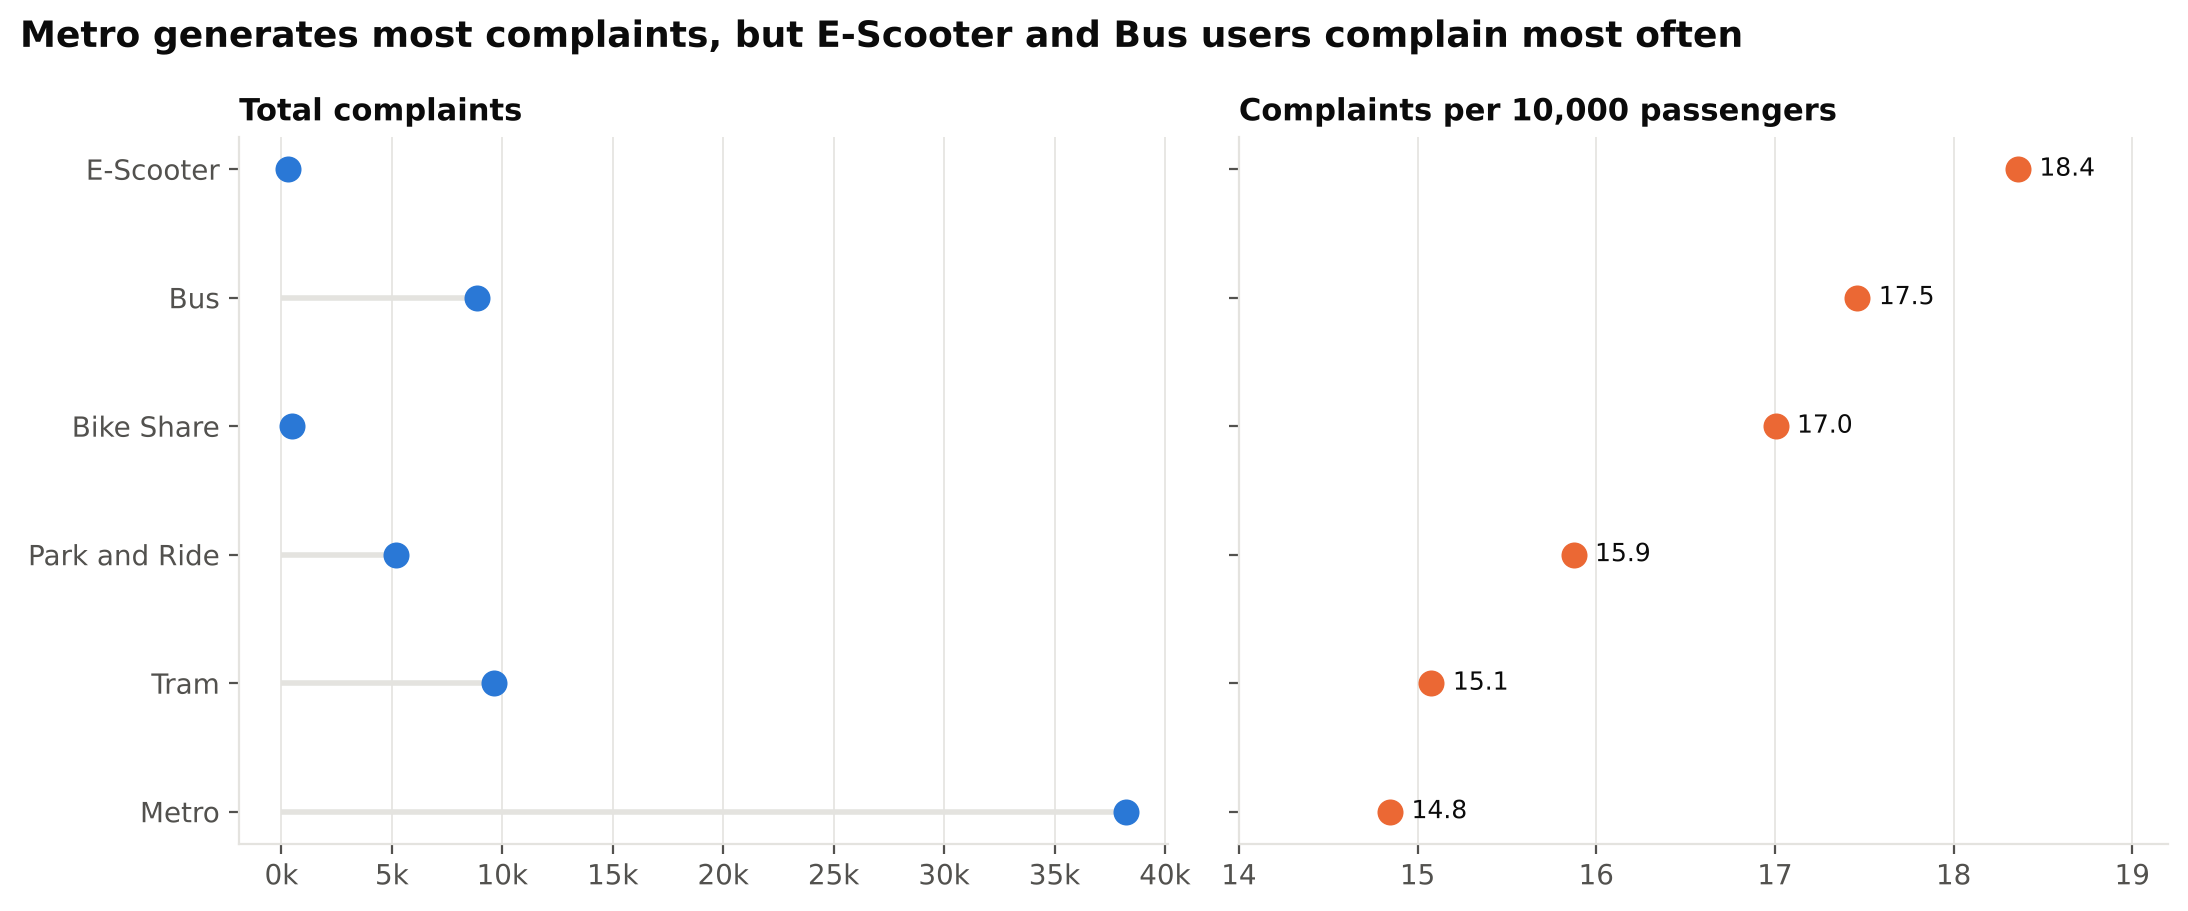 Metro generates most complaints, but E-Scooter and Bus users complain most often
Total complaints
E-Scooter
Bus
Bike Share
Park and Ride
Tram
Metro
0k 5k 10k 15k 20k 25k 30k 35k 40k
Complaints per 10,000 passengers
18.4
17.5
17.0
15.9
15.1
14.8
14 15 16 17 18 19